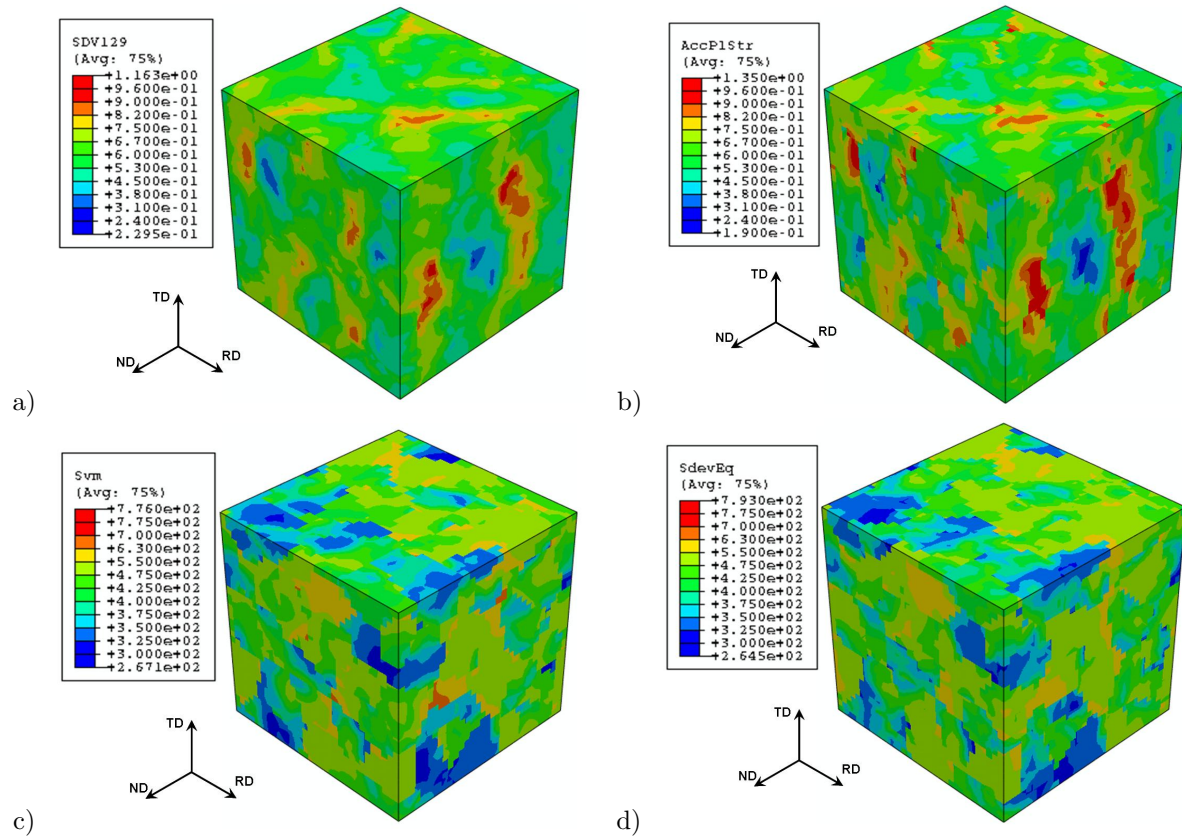 SDV129
(Avg: 75%)
+1.163e+00
+9.600e-01
+9.000e-01
+8.200e-01
+7.500e-01
+6.700e-01
+6.000e-01
+5.300e-01
+4.500e-01
+3.800e-01
+3.100e-01
+2.400e-01
+2.295e-01
TD
ND
RD
a)
AccPlStr
(Avg: 75%)
+1.350e+00
+9.600e-01
+9.000e-01
+8.200e-01
+7.500e-01
+6.700e-01
+6.000e-01
+5.300e-01
+4.500e-01
+3.800e-01
+3.100e-01
+2.400e-01
+1.900e-01
TD
ND
RD
b)
Svm
(Avg: 75%)
+7.760e+02
+7.750e+02
+7.000e+02
+6.300e+02
+5.500e+02
+4.750e+02
+4.250e+02
+4.000e+02
+3.750e+02
+3.500e+02
+3.250e+02
+3.000e+02
+2.671e+02
TD
ND
RD
c)
SdevEq
(Avg: 75%)
+7.930e+02
+7.750e+02
+7.000e+02
+6.300e+02
+5.500e+02
+4.750e+02
+4.250e+02
+4.000e+02
+3.750e+02
+3.500e+02
+3.250e+02
+3.000e+02
+2.645e+02
TD
ND
RD
d)